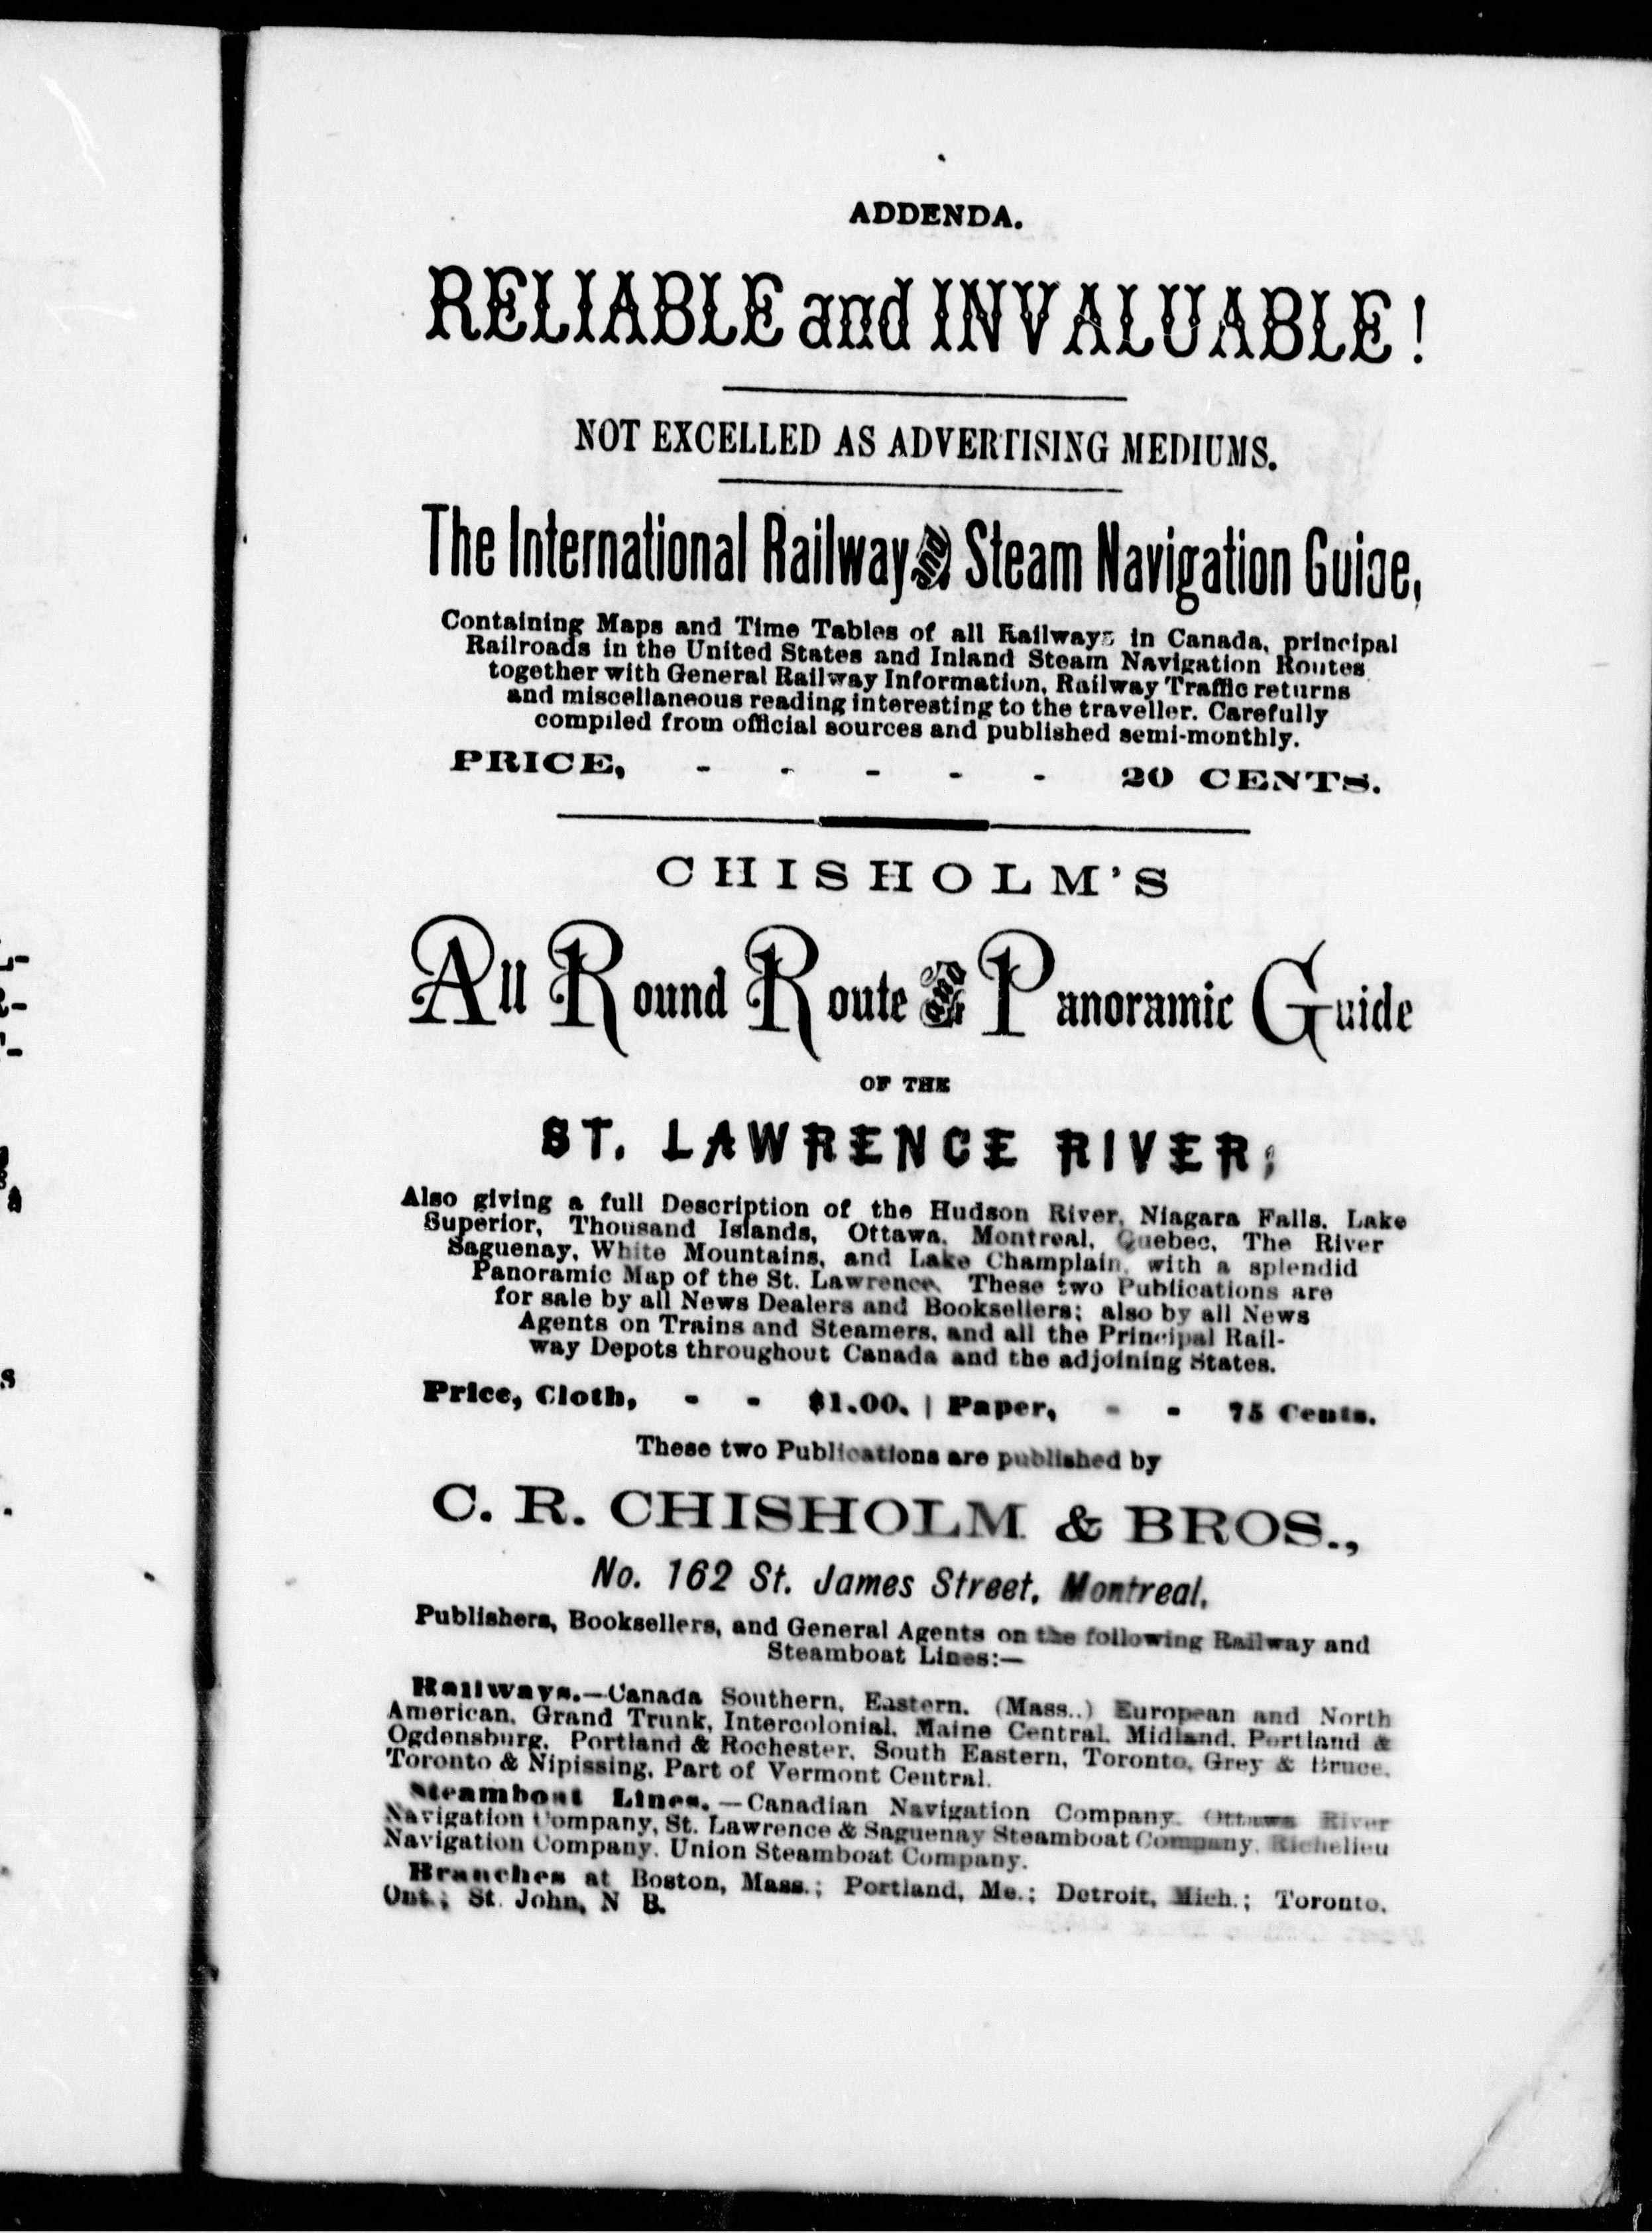 ADDENDA.
RELIABLE and INVALUABLE!
NOT EXCELLED AS ADVERTISING MEDIUMS.
The International Railway and Steam Navigation Guide,
Containing Maps and Time Tables of all Railways in Canada, principal
Railroads in the United States and Inland Steam Navigation Routes
together with General Railway Information, Railway Traffic returns
and miscellaneous reading interesting to the traveller. Carefully
compiled from official sources and published semi-monthly.
PRICE, - - - - - 20 CENTS.
CHISHOLM'S
All Round Route and Panoramic Guide
OF THE
ST. LAWRENCE RIVER;
Also giving a full Description of the Hudson River, Niagara Falls. Lake
Superior, Thousand Islands, Ottawa, Montreal, Quebec, The River
Saguenay, White Mountains, and Lake Champlain, with a splendid
Panoramic Map of the St. Lawrence. These two Publications are
for sale by all News Dealers and Booksellers; also by all News
Agents on Trains and Steamers, and all the Principal Rail-
way Depots throughout Canada and the adjoining States.
Price, Cloth, - - $1.00. | Paper, - - 75 Cents.
These two Publications are published by
C. R. CHISHOLM & BROS.,
No. 162 St. James Street, Montreal,
Publishers, Booksellers, and General Agents on the following Railway and
Steamboat Lines:—
Railways.—Canada Southern, Eastern. (Mass..) European and North
American, Grand Trunk, Intercolonial, Maine Central, Midland, Portland &
Ogdensburg, Portland & Rochester, South Eastern, Toronto, Grey & Bruce,
Toronto & Nipissing, Part of Vermont Central.
Steamboat Lines.—Canadian Navigation Company. Ottawa River
Navigation Company, St. Lawrence & Saguenay Steamboat Company, Richelieu
Navigation Company, Union Steamboat Company.
Branches at Boston, Mass.; Portland, Me.; Detroit, Mich.; Toronto,
Ont.; St. John, N B.